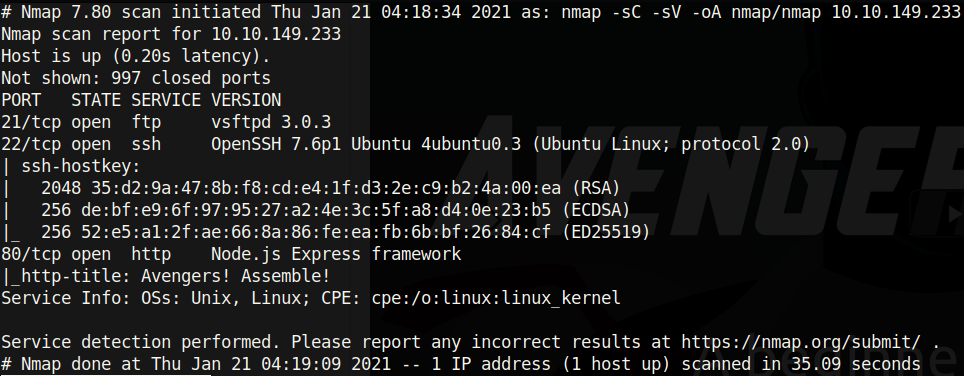 # Nmap 7.80 scan initiated Thu Jan 21 04:18:34 2021 as: nmap -sC -sV -oA nmap/nmap 10.10.149.233
Nmap scan report for 10.10.149.233
Host is up (0.20s latency).
Not shown: 997 closed ports
PORT   STATE SERVICE VERSION
21/tcp open  ftp     vsftpd 3.0.3
22/tcp open  ssh     OpenSSH 7.6p1 Ubuntu 4ubuntu0.3 (Ubuntu Linux; protocol 2.0)
| ssh-hostkey:
|   2048 35:d2:9a:47:8b:f8:cd:e4:1f:d3:2e:c9:b2:4a:00:ea (RSA)
|   256 de:bf:e9:6f:97:95:27:a2:4e:3c:5f:a8:d4:0e:23:b5 (ECDSA)
|_  256 52:e5:a1:2f:ae:66:8a:86:fe:ea:fb:6b:bf:26:84:cf (ED25519)
80/tcp open  http    Node.js Express framework
|_http-title: Avengers! Assemble!
Service Info: OSs: Unix, Linux; CPE: cpe:/o:linux:linux_kernel

Service detection performed. Please report any incorrect results at https://nmap.org/submit/ .
# Nmap done at Thu Jan 21 04:19:09 2021 -- 1 IP address (1 host up) scanned in 35.09 seconds
AVENGE
A beginne